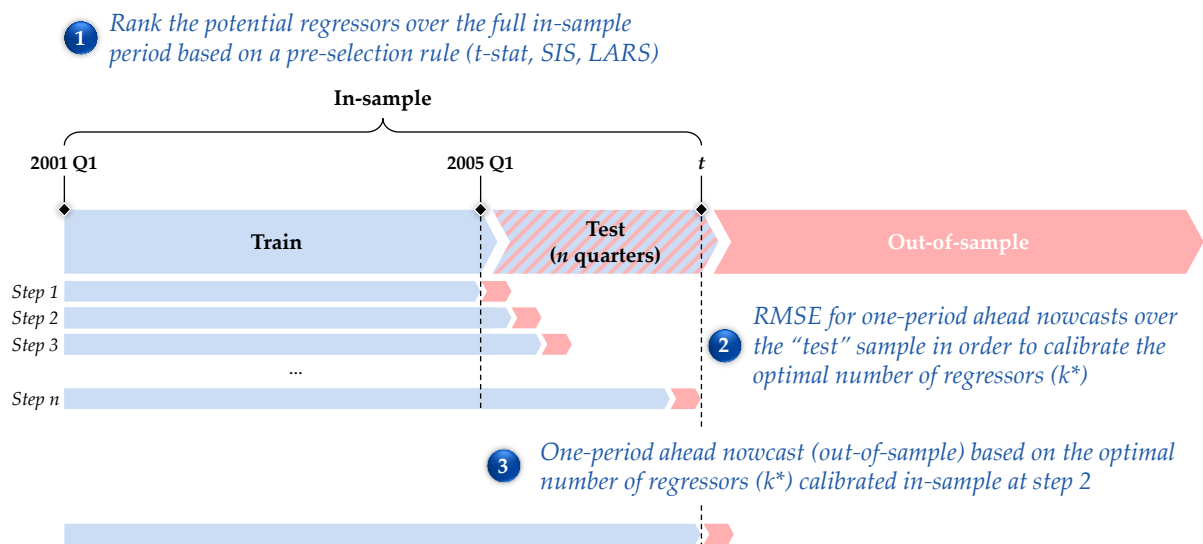 1
Rank the potential regressors over the full in-sample
period based on a pre-selection rule (t-stat, SIS, LARS)
In-sample
2001 Q1
2005 Q1
t
Train
Test
(n quarters)
Out-of-sample
Step 1
Step 2
Step 3
...
Step n
2
RMSE for one-period ahead nowcasts over
the “test” sample in order to calibrate the
optimal number of regressors (k*)
3
One-period ahead nowcast (out-of-sample) based on the optimal
number of regressors (k*) calibrated in-sample at step 2